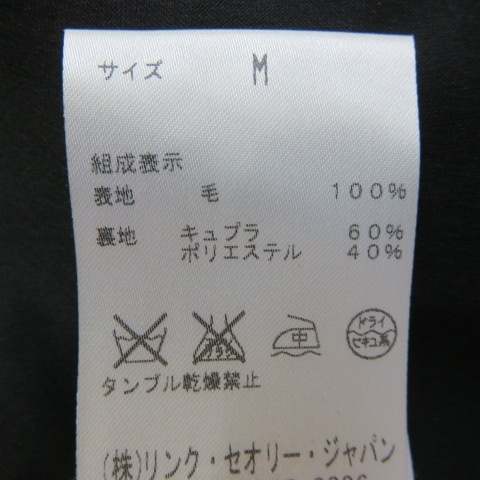 サイズ M
組成表示
表地 毛 100%
裏地 キュプラ 60%
ポリエステル 40%
中
ドライ
セキユ系
タンブル乾燥禁止
(株)リンク・セオリー・ジャパン